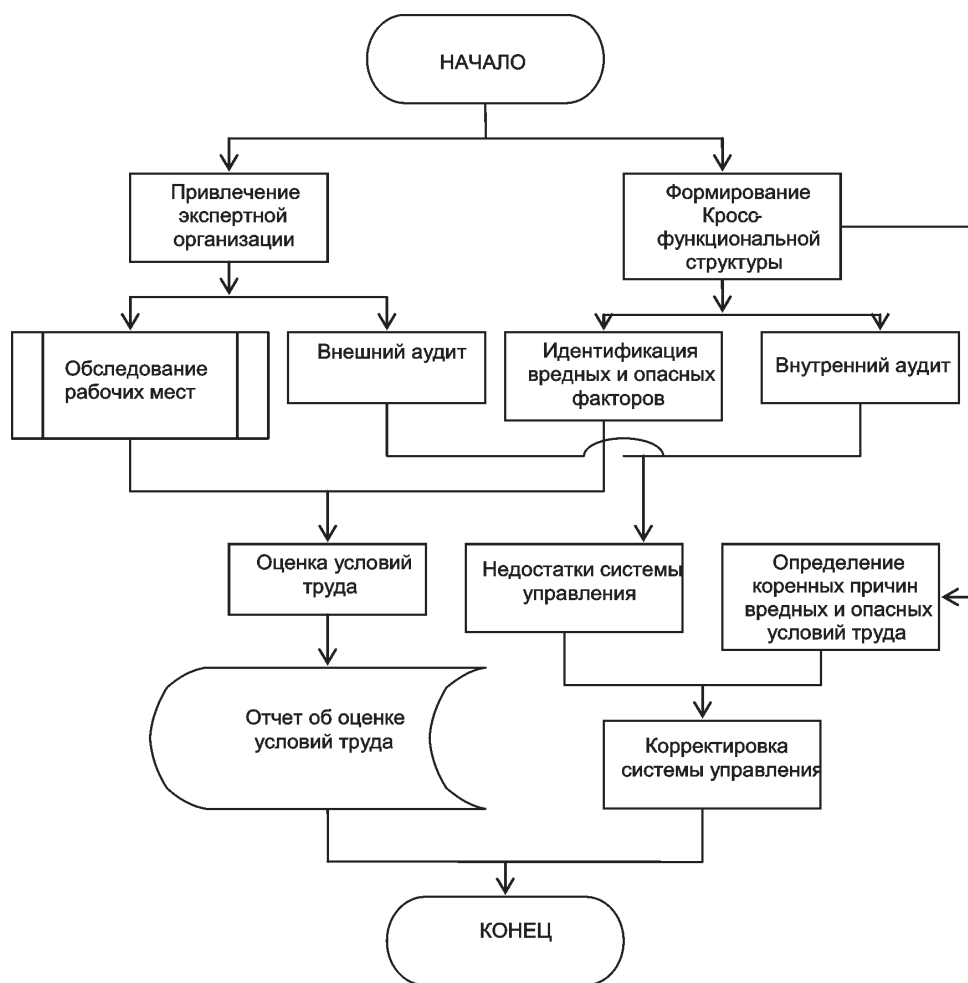 НАЧАЛО
Привлечение
экспертной
организации
Формирование
Кросс-
функциональной
структуры
Обследование
рабочих мест
Внешний аудит
Идентификация
вредных и опасных
факторов
Внутренний аудит
Оценка условий
труда
Недостатки системы
управления
Определение
коренных причин
вредных и опасных
условий труда
Отчет об оценке
условий труда
Корректировка
системы управления
КОНЕЦ